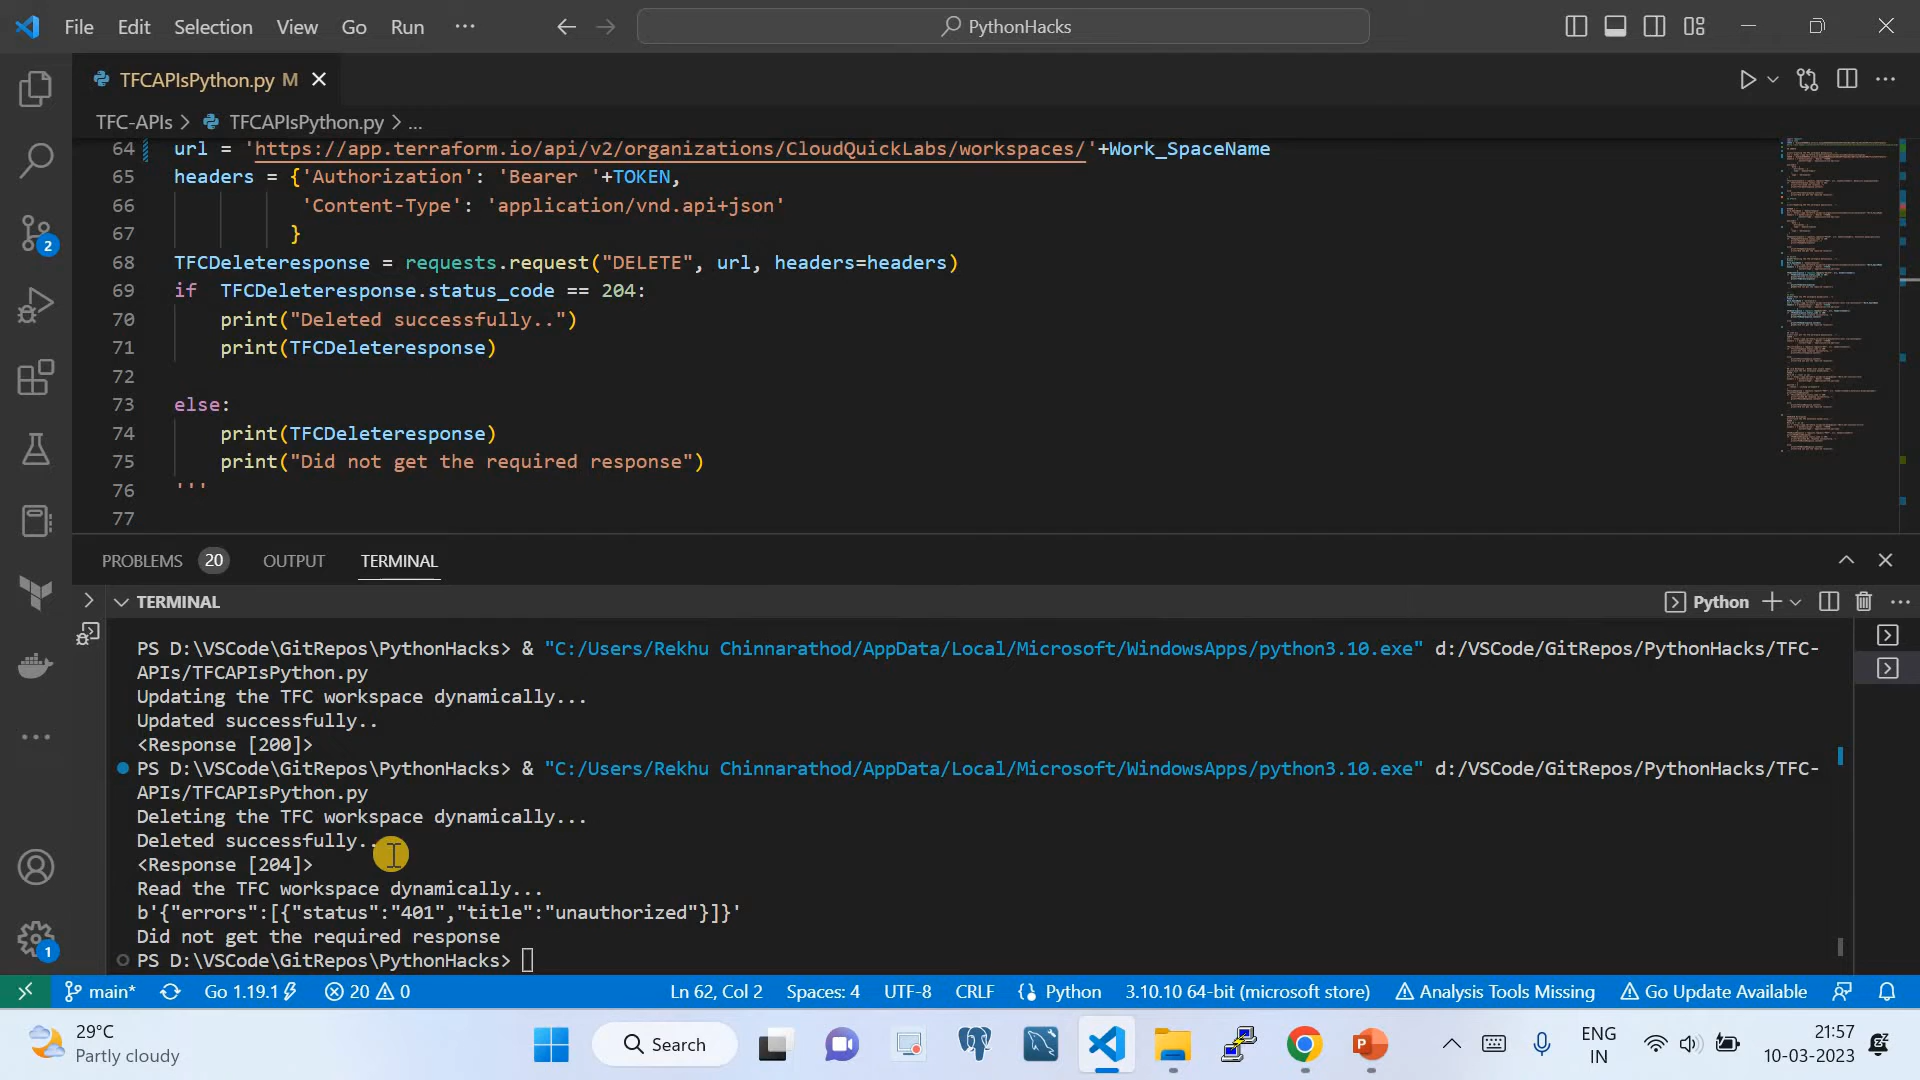 File Edit Selection View Go Run ··· PythonHacks
TFCAPIsPython.py M
TFC-APIs > TFCAPIsPython.py > ...
64 url = 'https://app.terraform.io/api/v2/organizations/CloudQuickLabs/workspaces/'+Work_SpaceName
65 headers = {'Authorization': 'Bearer '+TOKEN,
66 'Content-Type': 'application/vnd.api+json'
67 }
68 TFCDeleteresponse = requests.request("DELETE", url, headers=headers)
69 if TFCDeleteresponse.status_code == 204:
70 print("Deleted successfully..")
71 print(TFCDeleteresponse)
72
73 else:
74 print(TFCDeleteresponse)
75 print("Did not get the required response")
76 '''
77
PROBLEMS 20 OUTPUT TERMINAL
TERMINAL Python
PS D:\VSCode\GitRepos\PythonHacks> & "C:/Users/Rekhu Chinnarathod/AppData/Local/Microsoft/WindowsApps/python3.10.exe" d:/VSCode/GitRepos/PythonHacks/TFC-
APIs/TFCAPIsPython.py
Updating the TFC workspace dynamically...
Updated successfully..
<Response [200]>
PS D:\VSCode\GitRepos\PythonHacks> & "C:/Users/Rekhu Chinnarathod/AppData/Local/Microsoft/WindowsApps/python3.10.exe" d:/VSCode/GitRepos/PythonHacks/TFC-
APIs/TFCAPIsPython.py
Deleting the TFC workspace dynamically...
Deleted successfully..
<Response [204]>
Read the TFC workspace dynamically...
b'{"errors":[{"status":"401","title":"unauthorized"}]}'
Did not get the required response
PS D:\VSCode\GitRepos\PythonHacks>
2
1
main* Go 1.19.1 20 0 Ln 62, Col 2 Spaces: 4 UTF-8 CRLF Python 3.10.10 64-bit (microsoft store) Analysis Tools Missing Go Update Available
29°C
Partly cloudy
Search
ENG
IN
21:57
10-03-2023